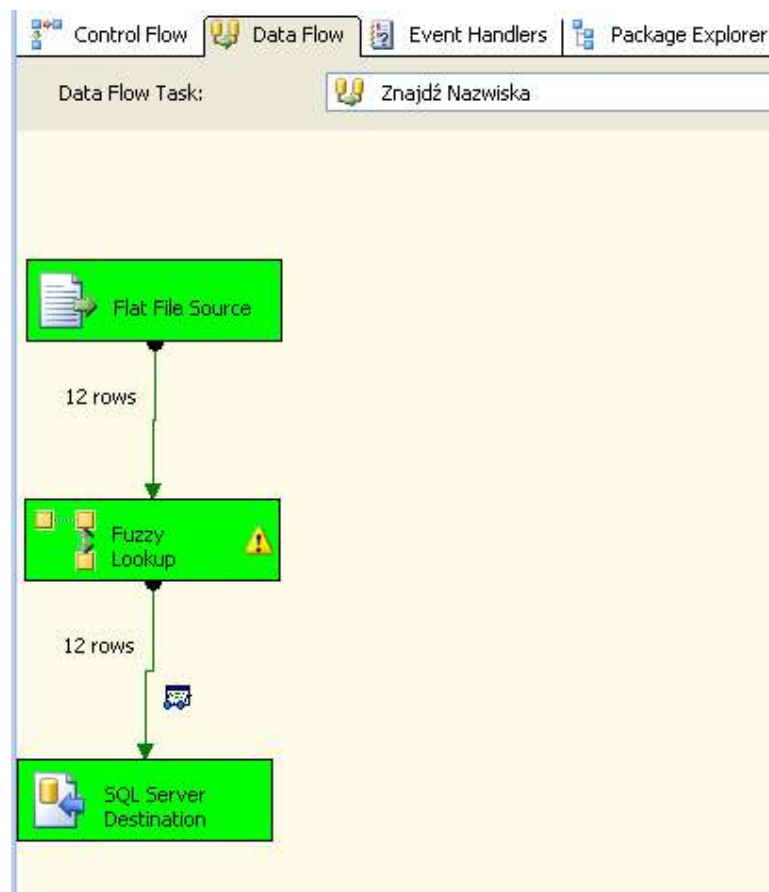 Control Flow
Data Flow
Event Handlers
Package Explorer
Data Flow Task:
Znajdź Nazwiska
Flat File Source
12 rows
Fuzzy
Lookup
12 rows
SQL Server
Destination